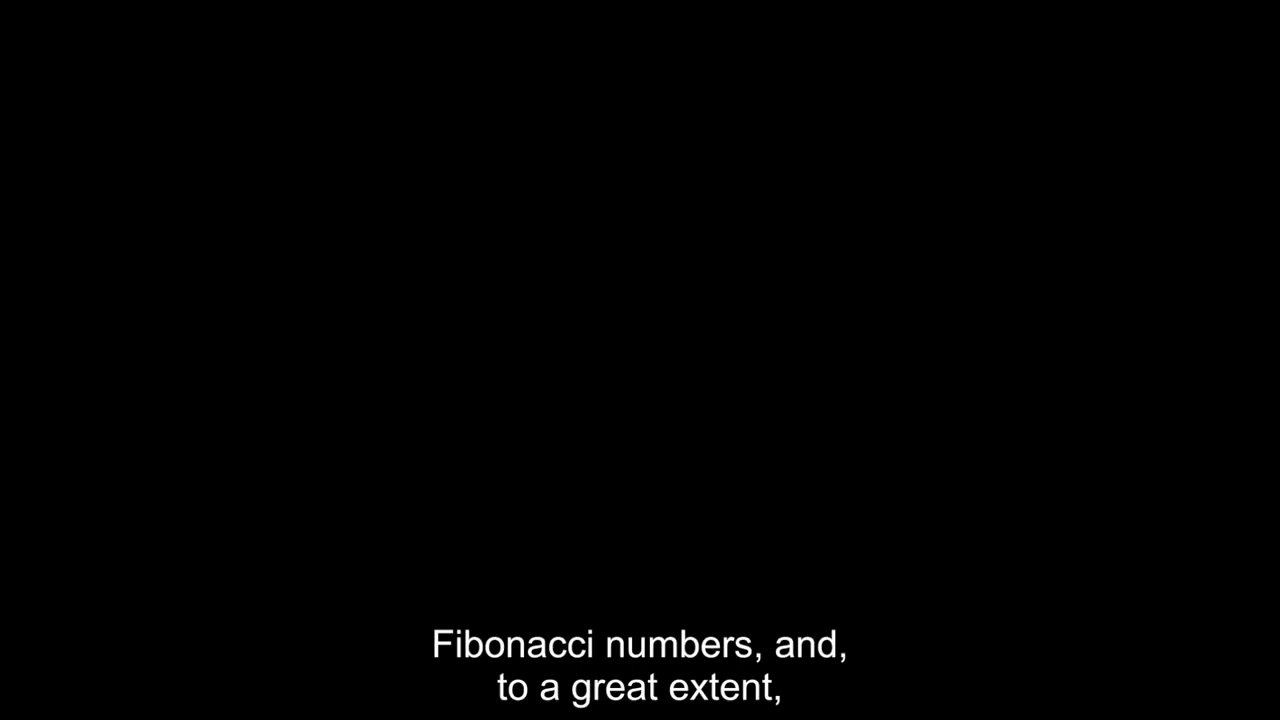 Fibonacci numbers, and,
to a great extent,